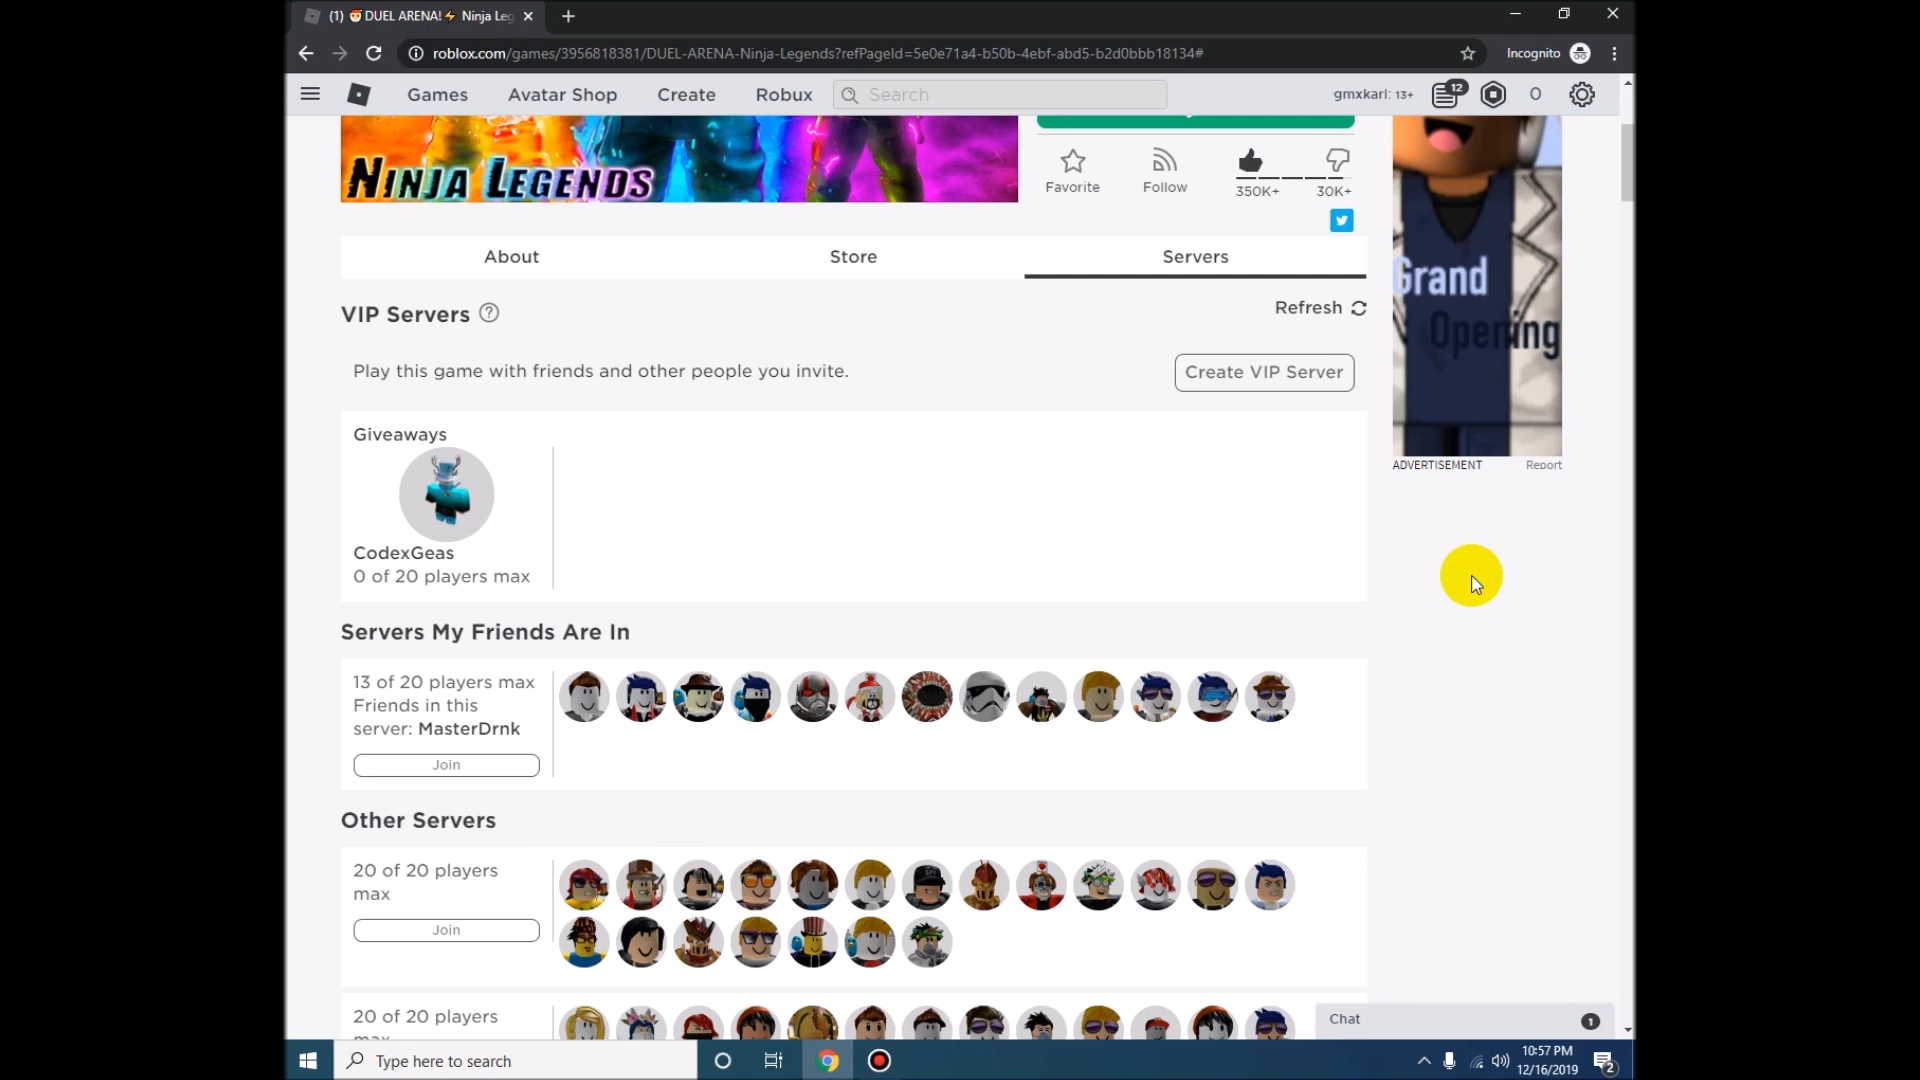 (1) 🎅DUEL ARENA!⚡ Ninja Leg
roblox.com/games/3956818381/DUEL-ARENA-Ninja-Legends?refPageId=5e0e71a4-b50b-4ebf-abd5-b2d0bbb18134#
Incognito
Games
Avatar Shop
Create
Robux
Search
gmxkarl: 13+
12
0
NINJA LEGENDS
Favorite
Follow
350K+
30K+
About
Store
Servers
VIP Servers
Refresh
Play this game with friends and other people you invite.
Create VIP Server
Grand
Opening
ADVERTISEMENT
Report
Giveaways
CodexGeas
0 of 20 players max
Servers My Friends Are In
13 of 20 players max
Friends in this
server: MasterDrnk
Join
Other Servers
20 of 20 players
max
Join
20 of 20 players
max
Chat
1
Type here to search
10:57 PM
12/16/2019
2